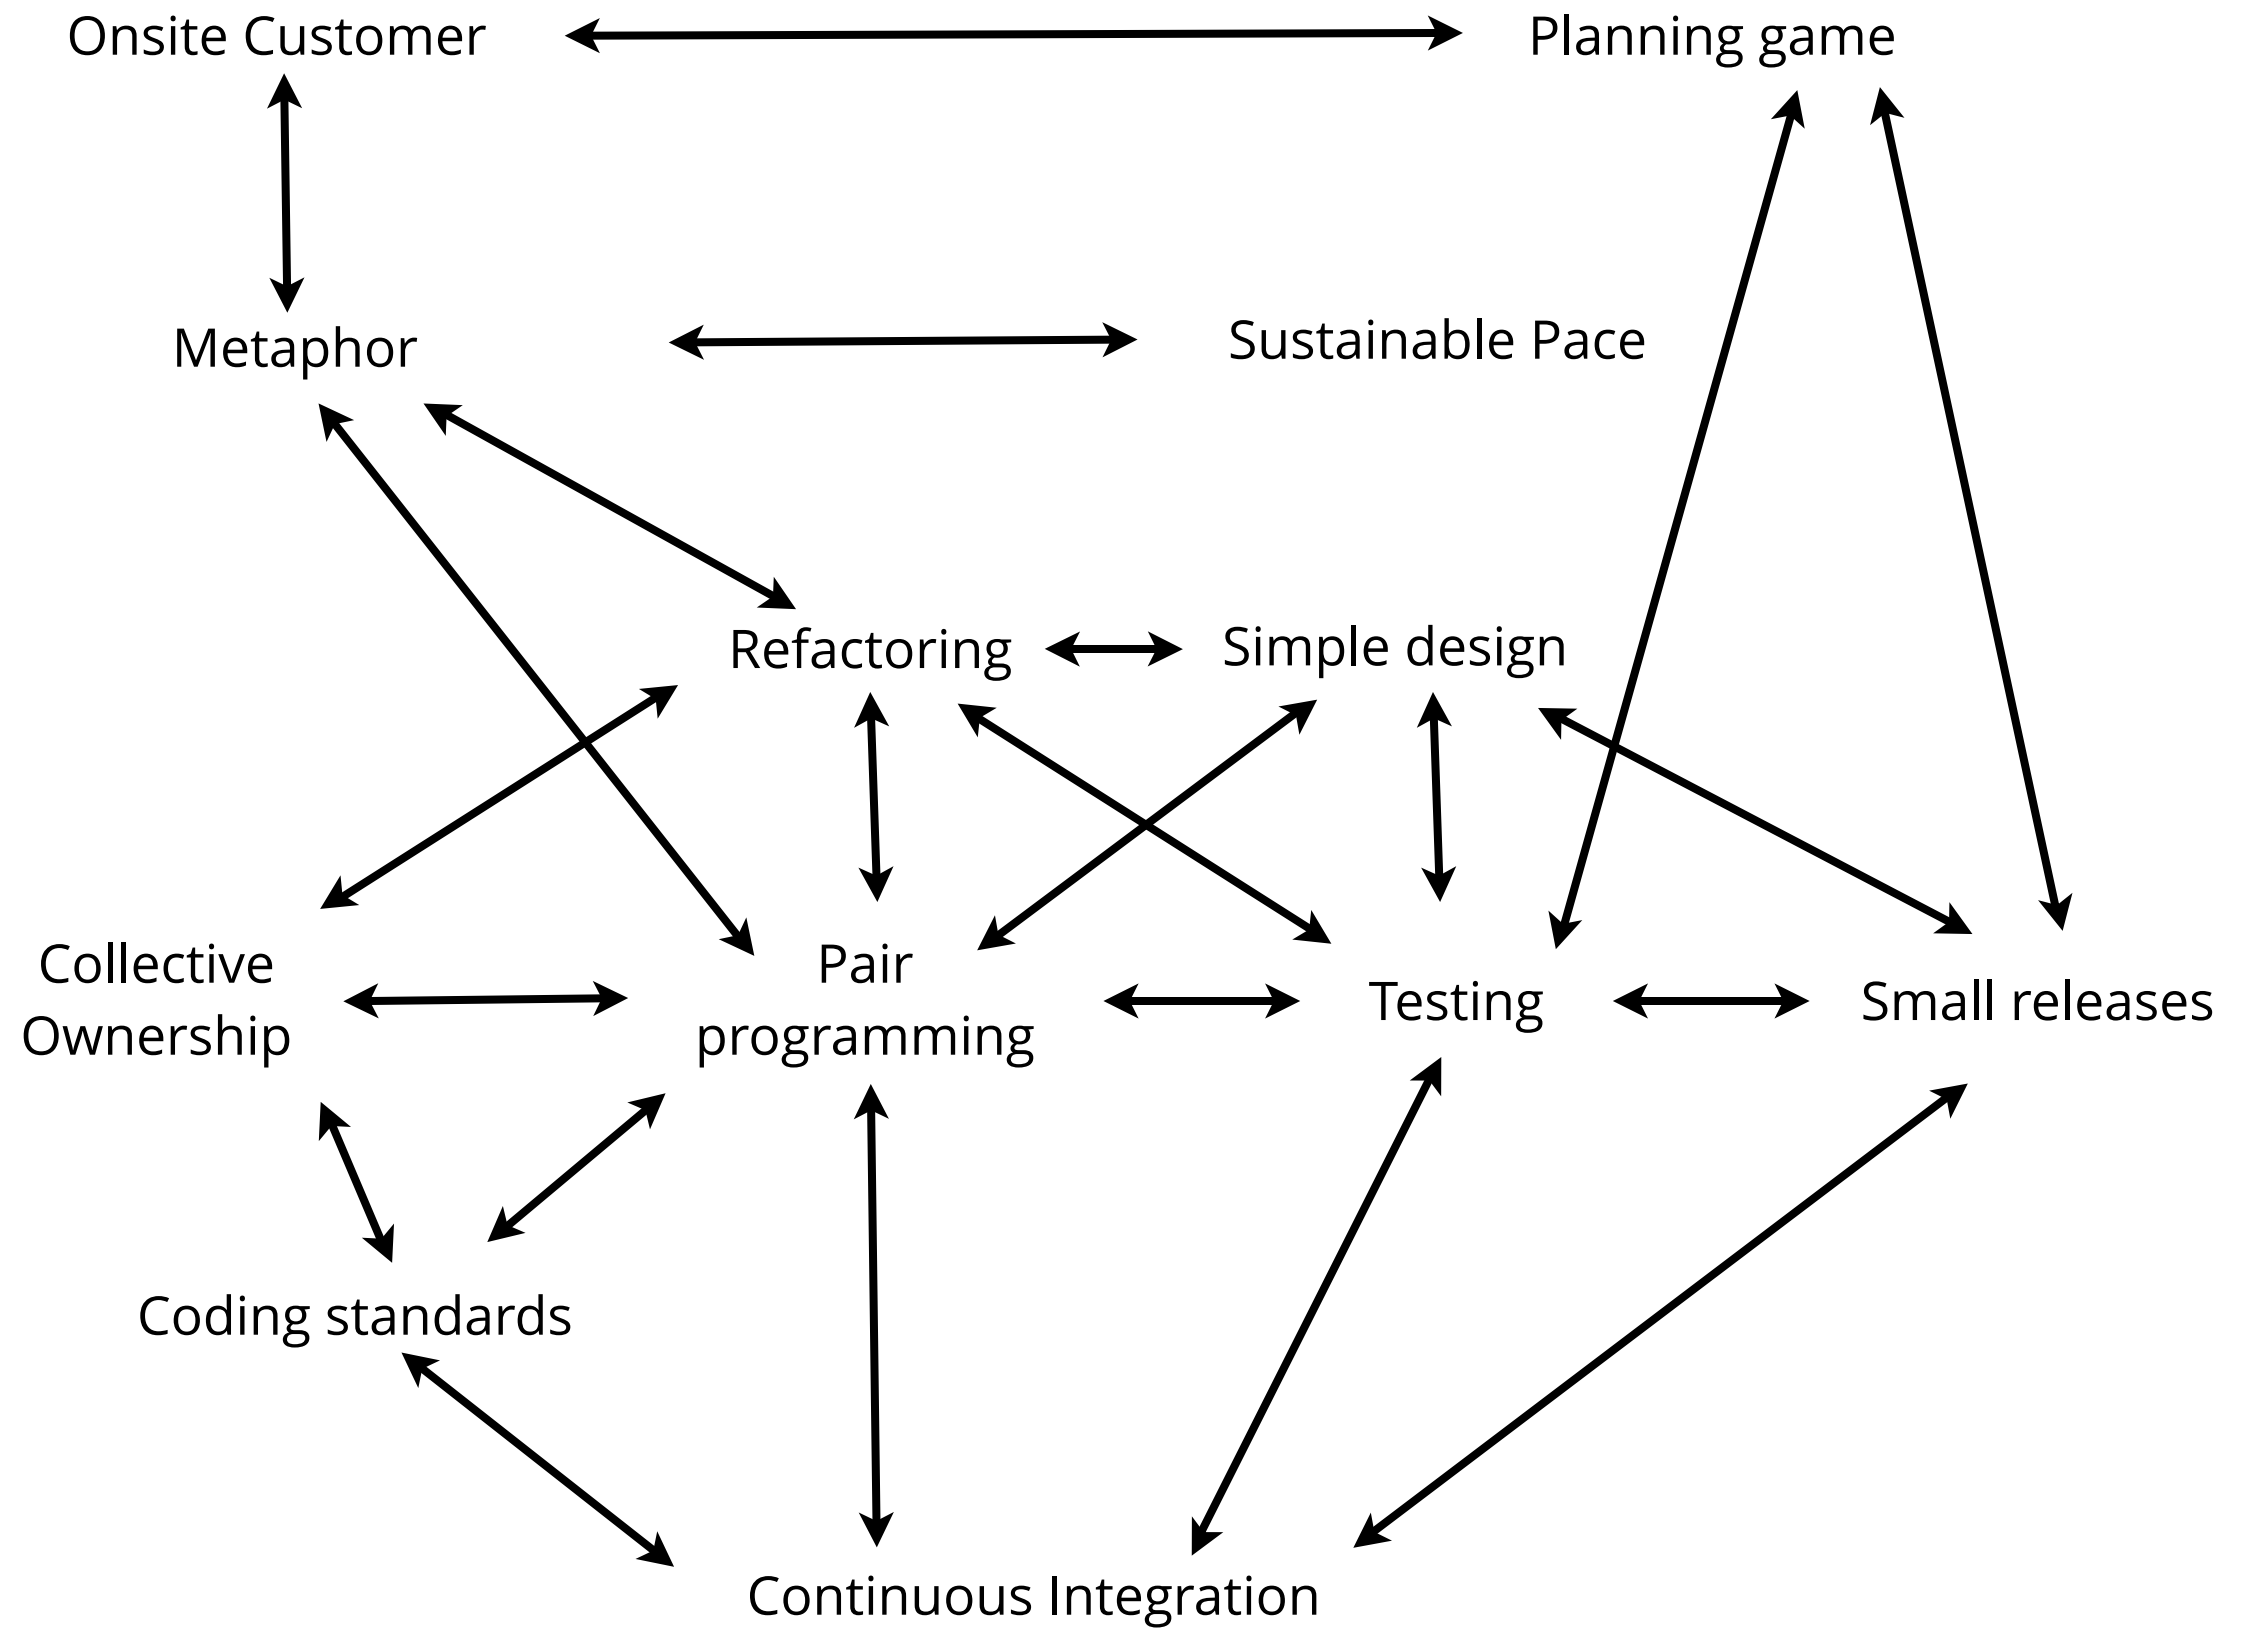 Onsite Customer
Planning game
Metaphor
Sustainable Pace
Refactoring
Simple design
Collective
Ownership
Pair
programming
Testing
Small releases
Coding standards
Continuous Integration